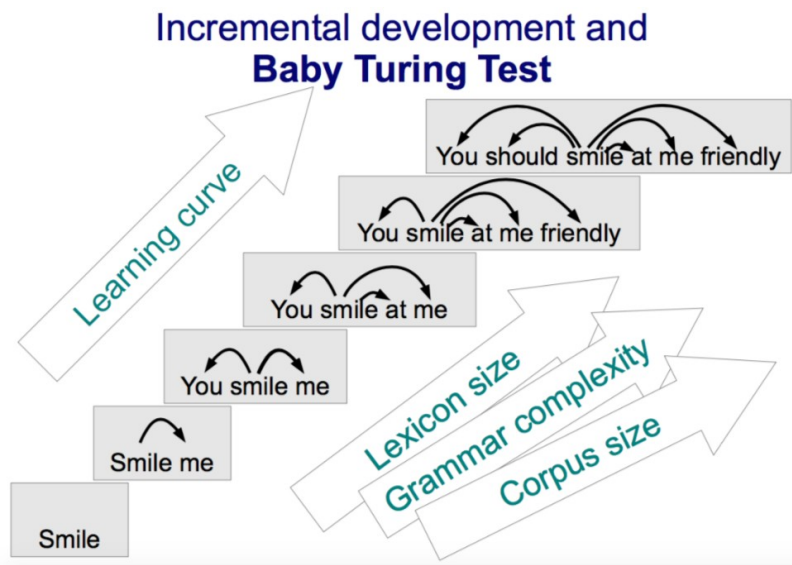 Incremental development and
Baby Turing Test
You should smile at me friendly
You smile at me friendly
Learning curve
You smile at me
You smile me
Smile me
Smile
Lexicon size
Grammar complexity
Corpus size